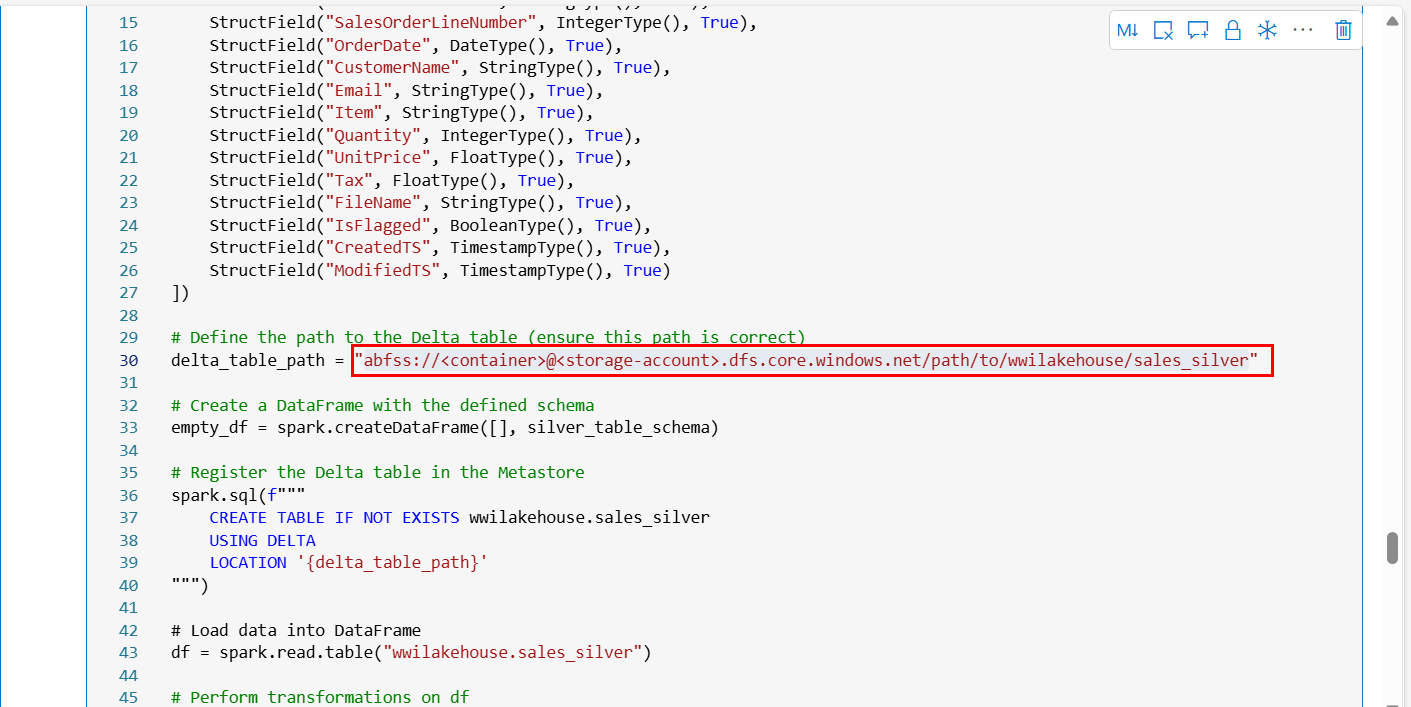 15 StructField("SalesOrderLineNumber", IntegerType(), True),
M↓ ...
16 StructField("OrderDate", DateType(), True),
17 StructField("CustomerName", StringType(), True),
18 StructField("Email", StringType(), True),
19 StructField("Item", StringType(), True),
20 StructField("Quantity", IntegerType(), True),
21 StructField("UnitPrice", FloatType(), True),
22 StructField("Tax", FloatType(), True),
23 StructField("FileName", StringType(), True),
24 StructField("IsFlagged", BooleanType(), True),
25 StructField("CreatedTS", TimestampType(), True),
26 StructField("ModifiedTS", TimestampType(), True)
27 ])
28
29 # Define the path to the Delta table (ensure this path is correct)
30 delta_table_path = "abfss://<container>@<storage-account>.dfs.core.windows.net/path/to/wwilakehouse/sales_silver"
31
32 # Create a DataFrame with the defined schema
33 empty_df = spark.createDataFrame([], silver_table_schema)
34
35 # Register the Delta table in the Metastore
36 spark.sql(f"""
37 CREATE TABLE IF NOT EXISTS wwilakehouse.sales_silver
38 USING DELTA
39 LOCATION '{delta_table_path}'
40 """)
41
42 # Load data into DataFrame
43 df = spark.read.table("wwilakehouse.sales_silver")
44
45 # Perform transformations on df